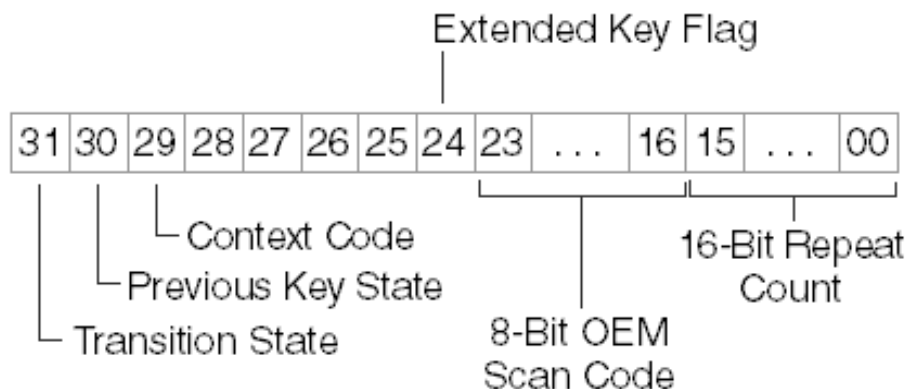 Extended Key Flag
31 30 29 28 27 26 25 24 23 ... 16 15 ... 00
Context Code
Previous Key State
Transition State
8-Bit OEM
Scan Code
16-Bit Repeat
Count